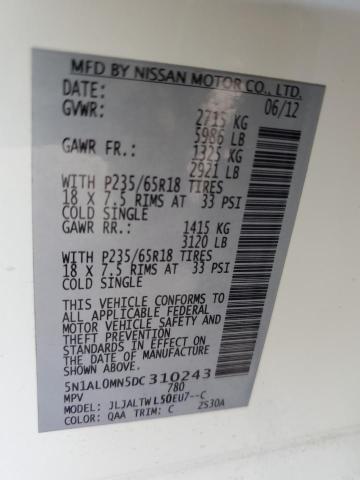 MFD BY NISSAN MOTOR CO., LTD.
DATE: 06/12
GVWR: 2715 KG
5986 LB
GAWR FR.: 1325 KG
2921 LB
WITH P235/65R18 TIRES
18 X 7.5 RIMS AT 33 PSI
COLD SINGLE
GAWR RR.: 1415 KG
3120 LB
WITH P235/65R18 TIRES
18 X 7.5 RIMS AT 33 PSI
COLD SINGLE
THIS VEHICLE CONFORMS TO
ALL APPLICABLE FEDERAL
MOTOR VEHICLE SAFETY AND
THEFT PREVENTION
STANDARDS IN EFFECT ON
THE DATE OF MANUFACTURE
SHOWN ABOVE.
5N1AL0MN5DC310243
MPV 780
MODEL: JLJALTWL50EU7--C
COLOR: QAA TRIM: C 2S30A